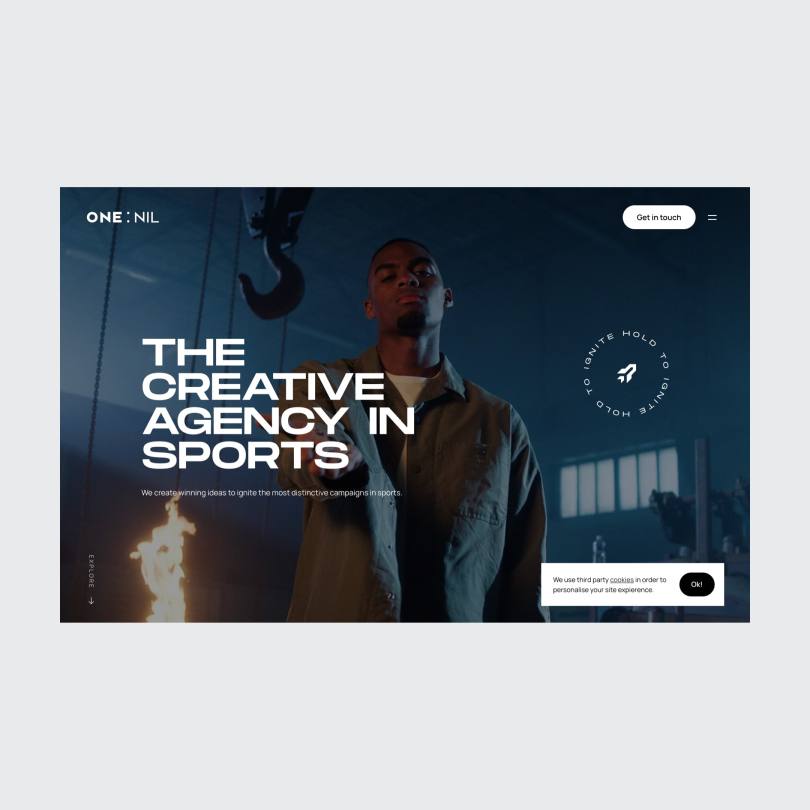 ONE:NIL
Get in touch
HOLD TO IGNITE HOLD TO IGNITE
THE
CREATIVE
AGENCY IN
SPORTS
We create winning ideas to ignite the most distinctive campaigns in sports.
EXPLORE
We use third party cookies in order to
personalise your site expierence.
Ok!